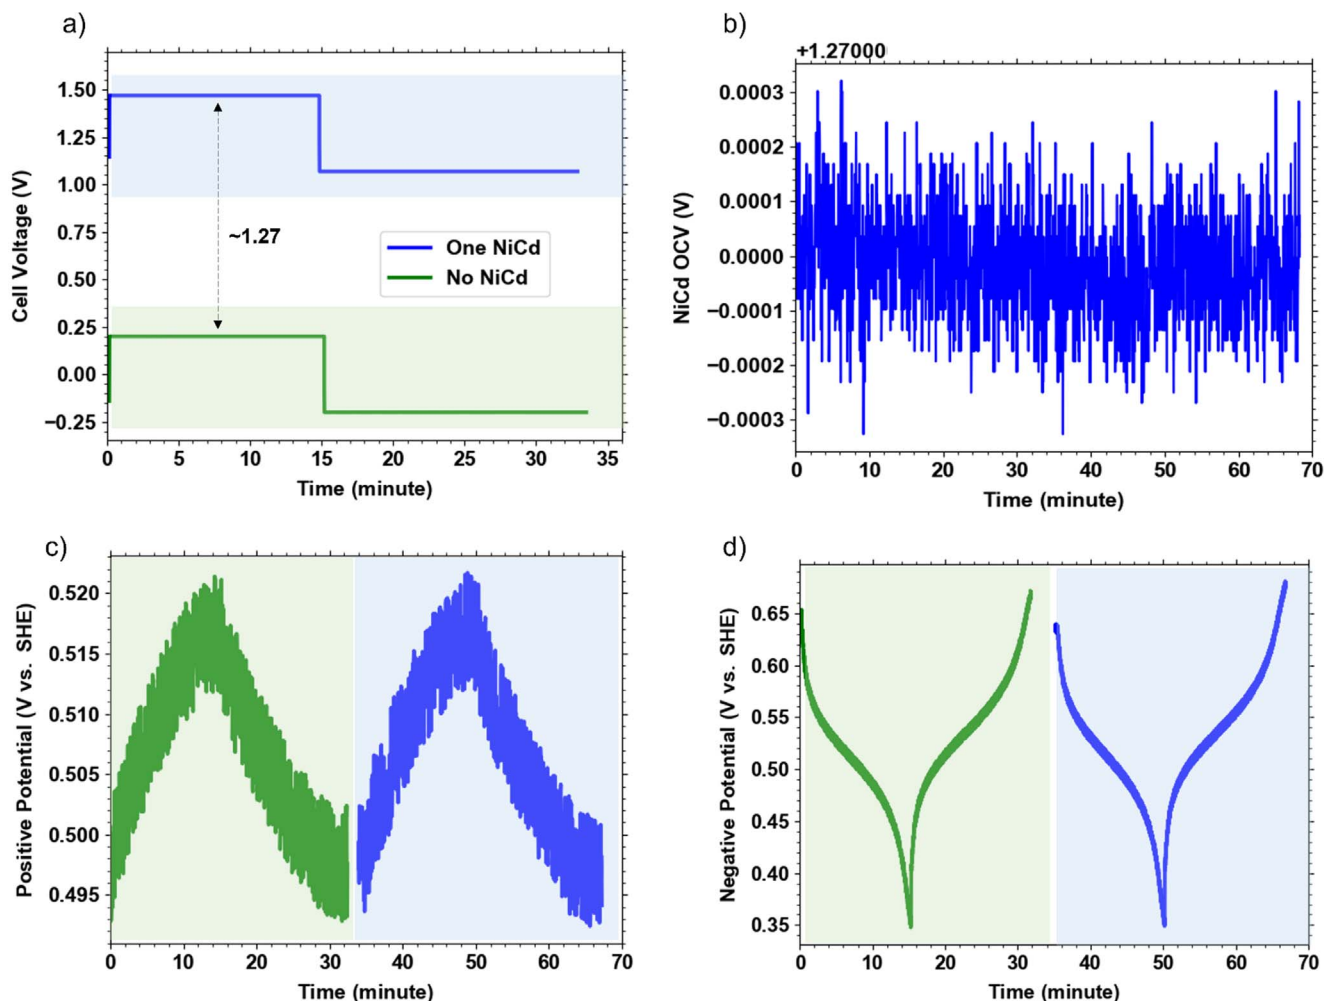 a)
1.50
1.25
1.00
0.75
0.50
0.25
0.00
−0.25
Cell Voltage (V)
~1.27
One NiCd
No NiCd
0 5 10 15 20 25 30 35
Time (minute)
b)
+1.27000
0.0003
0.0002
0.0001
0.0000
−0.0001
−0.0002
−0.0003
NiCd OCV (V)
0 10 20 30 40 50 60 70
Time (minute)
c)
0.520
0.515
0.510
0.505
0.500
0.495
Positive Potential (V vs. SHE)
0 10 20 30 40 50 60 70
Time (minute)
d)
0.65
0.60
0.55
0.50
0.45
0.40
0.35
Negative Potential (V vs. SHE)
0 10 20 30 40 50 60 70
Time (minute)